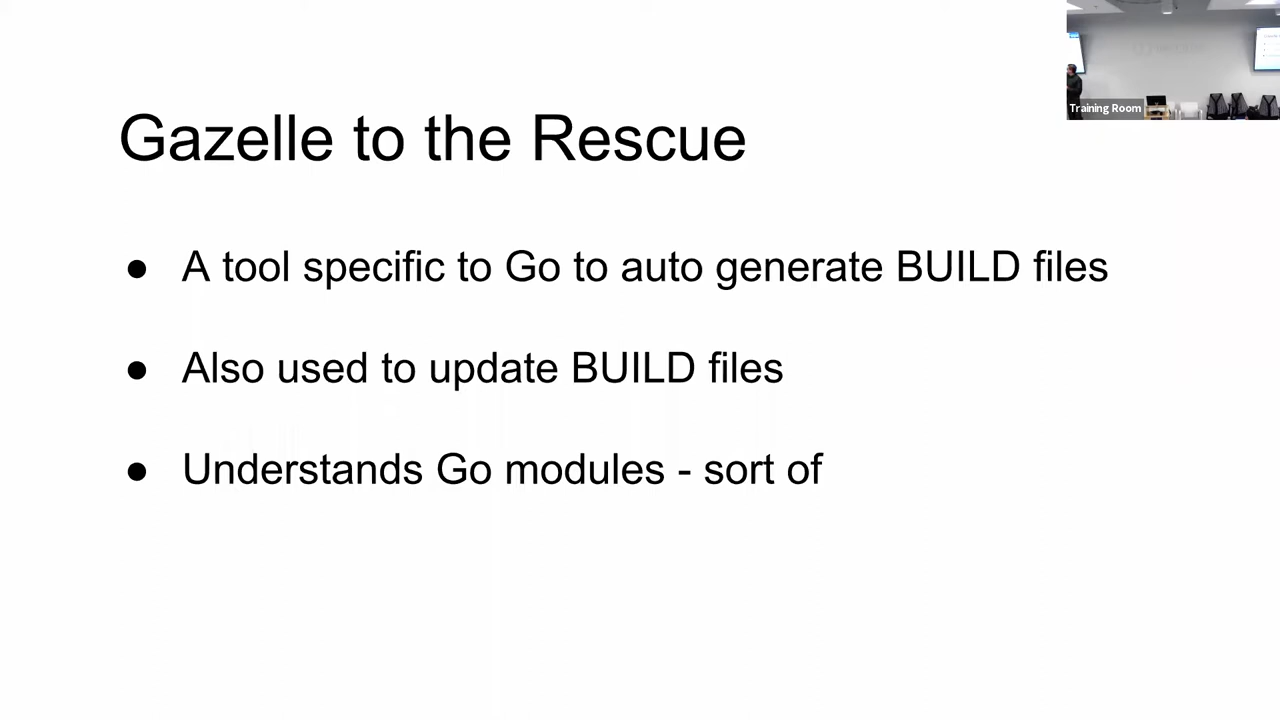 Gazelle to the Rescue
● A tool specific to Go to auto generate BUILD files
● Also used to update BUILD files
● Understands Go modules - sort of
Training Room